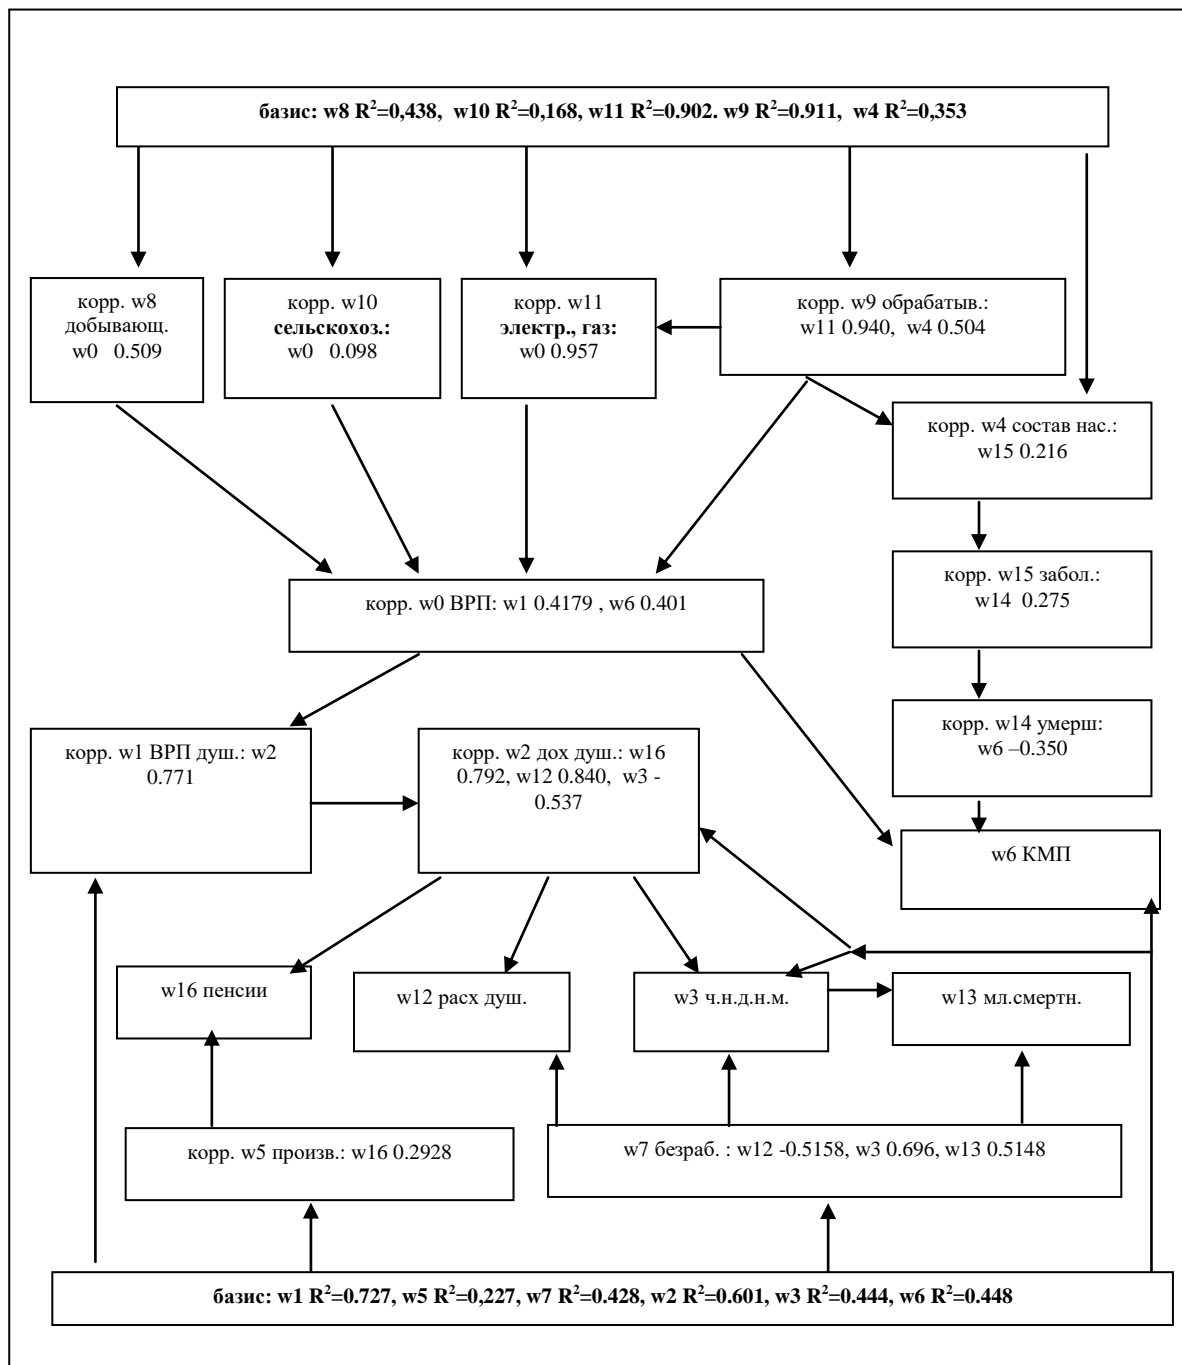 базис: w8 R²=0,438, w10 R²=0,168, w11 R²=0.902. w9 R²=0.911, w4 R²=0,353
корр. w8
добывающ.
w0 0.509
корр. w10
сельскохоз.:
w0 0.098
корр. w11
электр., газ:
w0 0.957
корр. w9 обрабатыв.:
w11 0.940, w4 0.504
корр. w4 состав нас.:
w15 0.216
корр. w15 забол.:
w14 0.275
корр. w0 ВРП: w1 0.4179 , w6 0.401
корр. w14 умерш:
w6 –0.350
корр. w1 ВРП душ.: w2
0.771
корр. w2 дох душ.: w16
0.792, w12 0.840, w3 -
0.537
w6 КМП
w16 пенсии
w12 расх душ.
w3 ч.н.д.н.м.
w13 мл.смертн.
корр. w5 произв.: w16 0.2928
w7 безраб. : w12 -0.5158, w3 0.696, w13 0.5148
базис: w1 R²=0.727, w5 R²=0,227, w7 R²=0.428, w2 R²=0.601, w3 R²=0.444, w6 R²=0.448